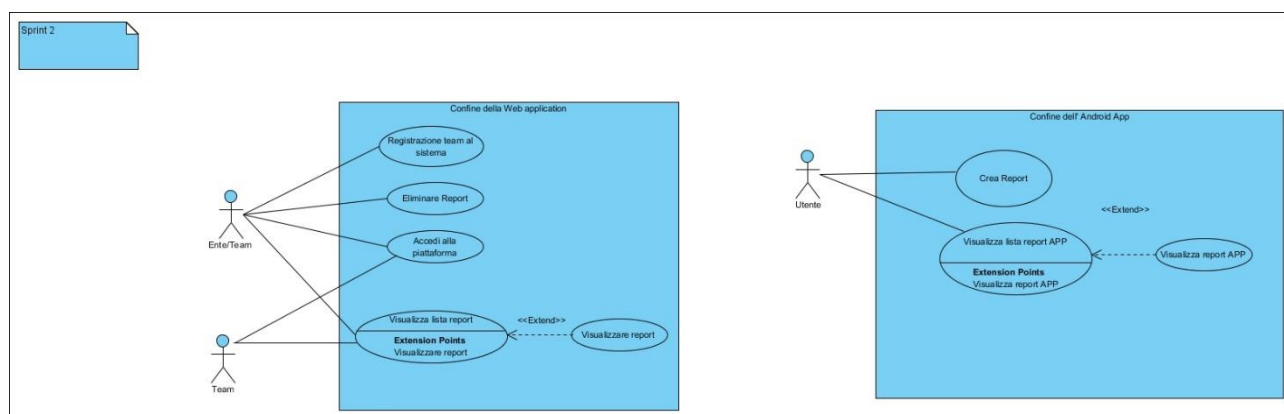 Sprint 2
Confine della Web application
Registrazione team al
sistema
Eliminare Report
Accedi alla
piattaforma
Ente/Team
Visualizza lista report
Extension Points
Visualizzare report
<<Extend>>
Visualizzare report
Team
Confine dell' Android App
Crea Report
Utente
<<Extend>>
Visualizza lista report APP
Extension Points
Visualizza report APP
Visualizza report APP